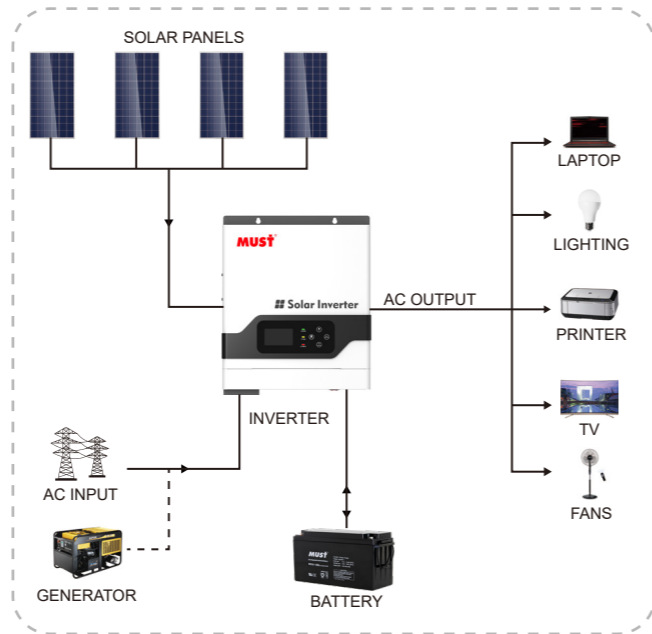 SOLAR PANELS
MUST
Solar Inverter
AC OUTPUT
LAPTOP
LIGHTING
PRINTER
TV
FANS
INVERTER
AC INPUT
GENERATOR
MUST
BATTERY